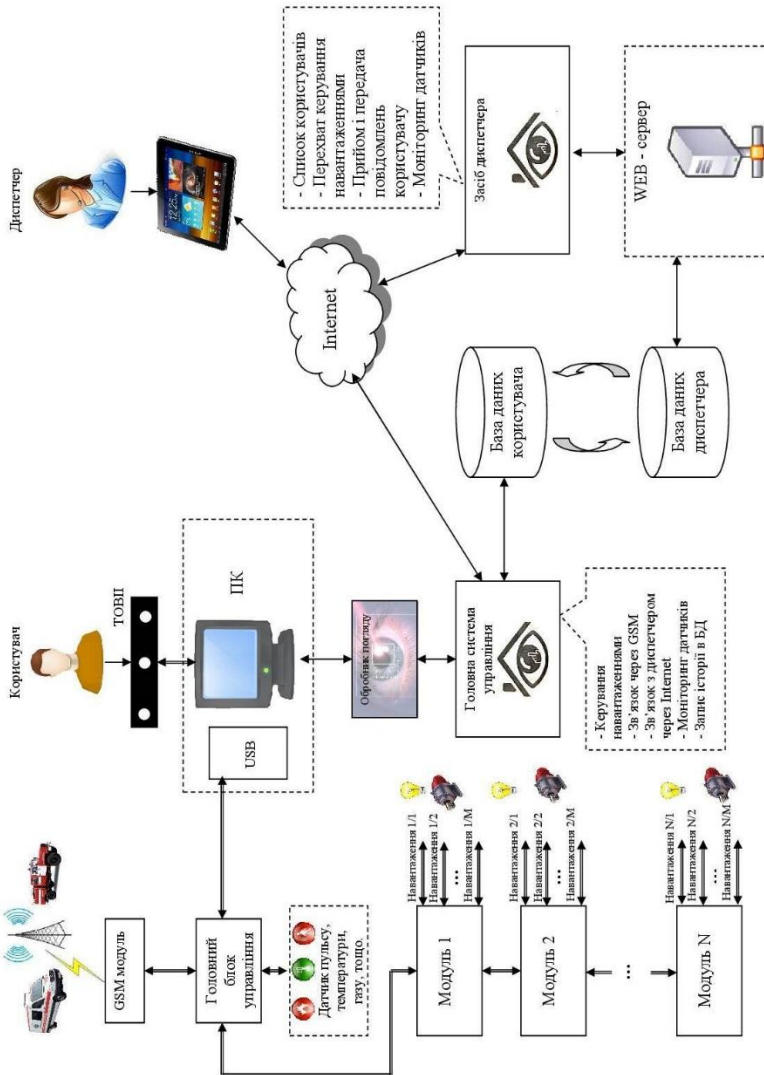 GSM модуль
Головний
блок
управління
Датчик пульсу,
температури,
газу, тощо.
Модуль 1
Навантаження 1/1
Навантаження 1/2
...
Навантаження 1/M
Модуль 2
Навантаження 2/1
Навантаження 2/2
...
Навантаження 2/M
...
Модуль N
Навантаження N/1
Навантаження N/2
...
Навантаження N/M
Користувач
ТОВП
ПК
USB
Обробник погляду
Головна система
управління
- Керування
навантаженнями
- Зв'язок через GSM
- Зв'язок з диспетчером
через Internet
- Моніторинг датчиків
- Запис історії в БД
Диспетчер
12:25
Internet
База даних
користувача
База даних
диспетчера
- Список користувачів
- Перехват керування
навантаженнями
- Прийом і передача
повідомлень
користувачу
- Моніторинг датчиків
Засіб диспетчера
WEB - сервер